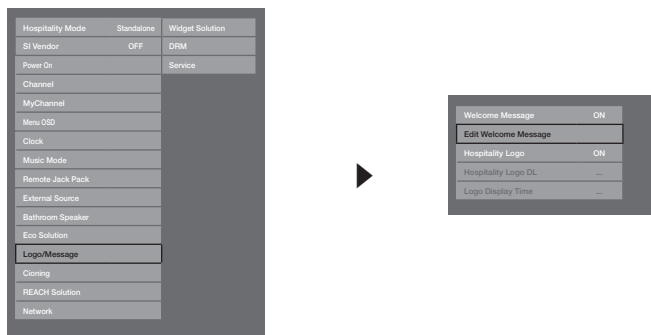 Hospitality Mode Standalone Widget Solution
SI Vendor OFF DRM
Power On Service
Channel
MyChannel
Menu OSD
Clock
Music Mode
Remote Jack Pack
External Source
Bathroom Speaker
Eco Solution
Logo/Message
Cloning
REACH Solution
Network
Welcome Message ON
Edit Welcome Message
Hospitality Logo ON
Hospitality Logo DL ...
Logo Display Time ...